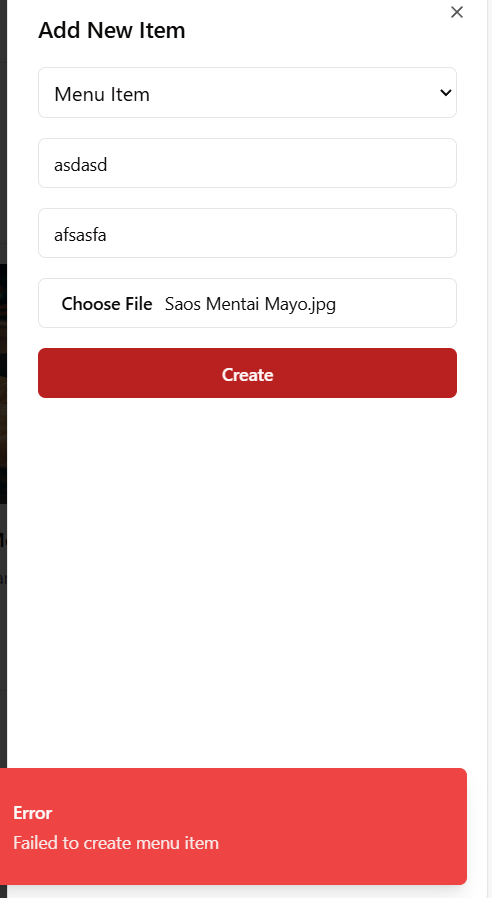 Add New Item
Menu Item
asdasd
afsasfa
Choose File Saos Mentai Mayo.jpg
Create
Error
Failed to create menu item